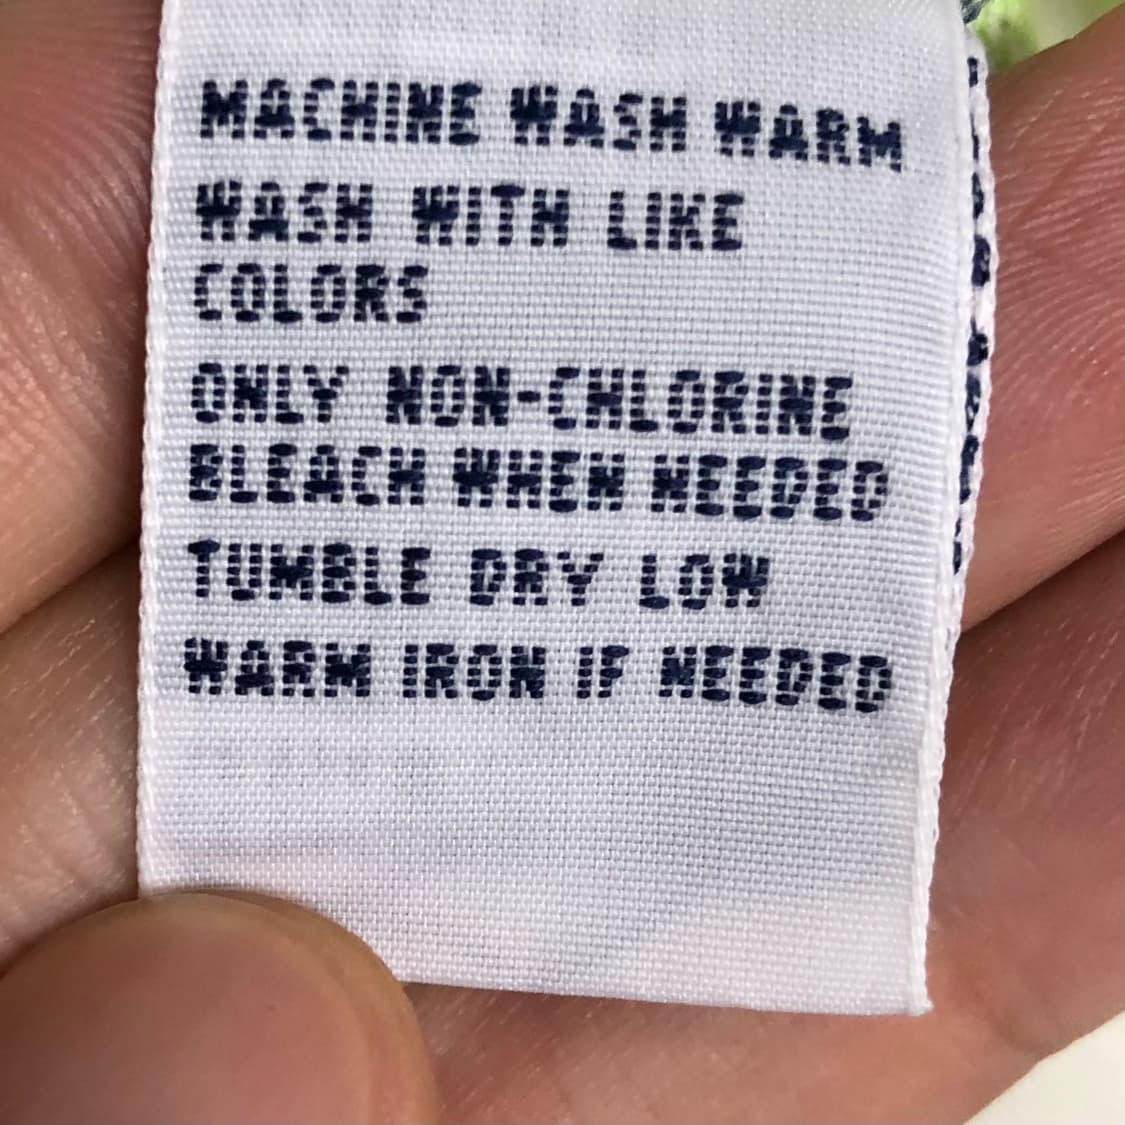 MACHINE WASH WARM
WASH WITH LIKE
COLORS
ONLY NON-CHLORINE
BLEACH WHEN NEEDED
TUMBLE DRY LOW
WARM IRON IF NEEDED